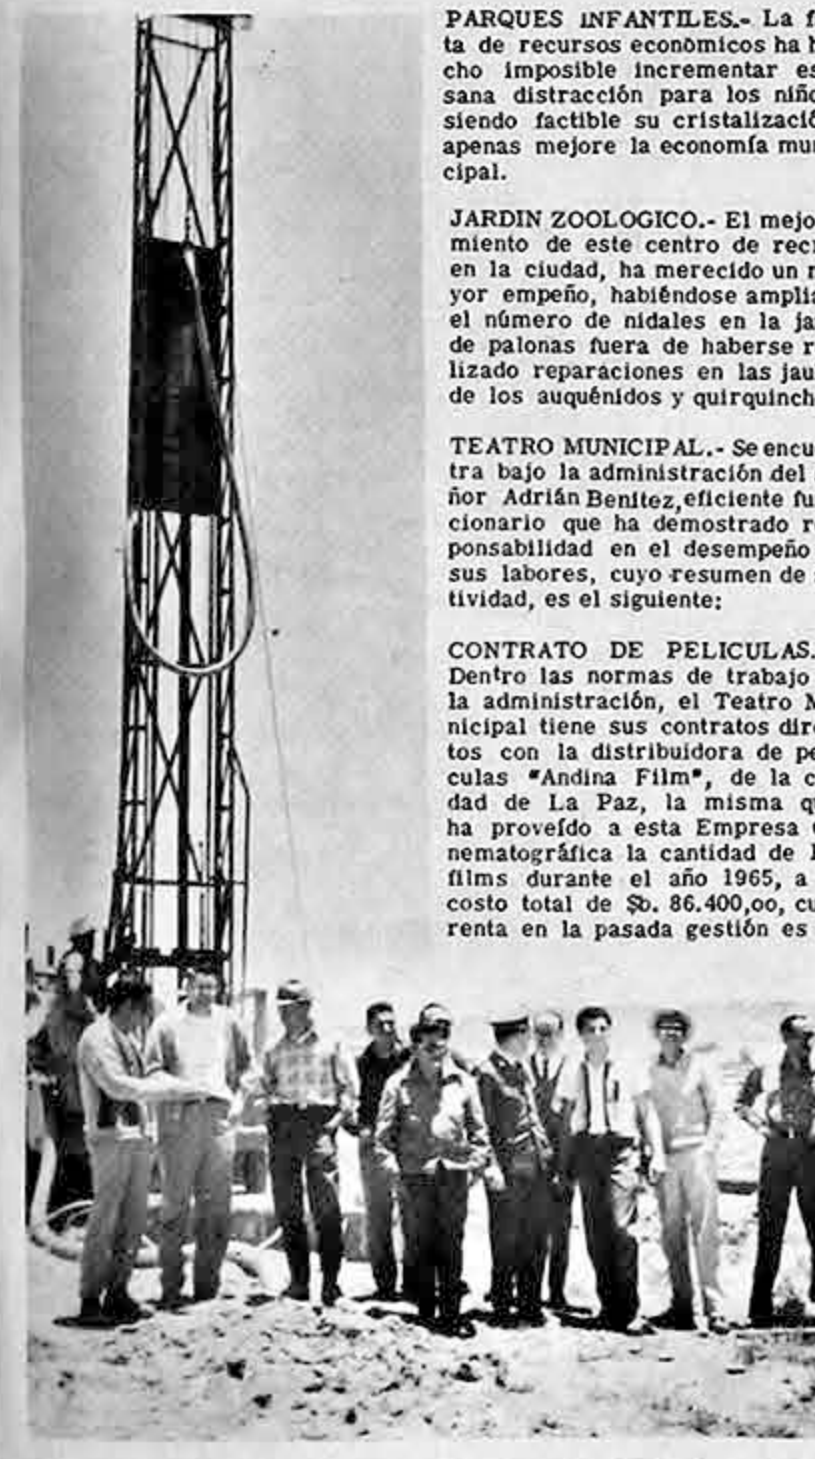 PARQUES INFANTILES.- La f
ta de recursos económicos ha h
cho imposible incrementar es
sana distracción para los niño
siendo factible su cristalizació
apenas mejore la economía mun
cipal.
JARDIN ZOOLOGICO.- El mejo
miento de este centro de recr
en la ciudad, ha merecido un m
yor empeño, habiéndose amplia
el número de nidales en la ja
de palonas fuera de haberse r
lizado reparaciones en las jau
de los auquénidos y quirquinch
TEATRO MUNICIPAL.- Se encu
tra bajo la administración del
ñor Adrián Benitez, eficiente fu
cionario que ha demostrado re
ponsabilidad en el desempeño
sus labores, cuyo resumen de
tividad, es el siguiente:
CONTRATO DE PELICULAS.
Dentro las normas de trabajo
la administración, el Teatro M
nicipal tiene sus contratos dire
tos con la distribuidora de pe
culas "Andina Film", de la c
dad de La Paz, la misma qu
ha proveído a esta Empresa C
nematográfica la cantidad de
films durante el año 1965, a
costo total de $b. 86.400,oo, cu
renta en la pasada gestión es